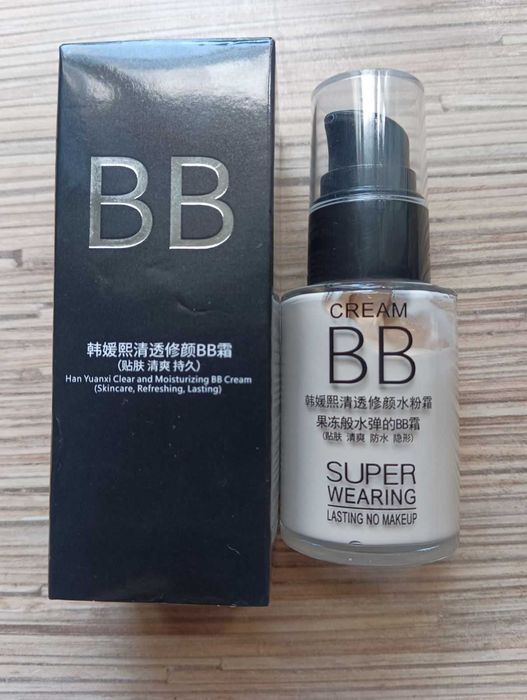 BB
韩媛熙清透修颜BB霜
(贴肤 清爽 持久)
Han Yuanxi Clear and Moisturizing BB Cream
(Skincare, Refreshing, Lasting)
CREAM
BB
韩媛熙清透修颜水粉霜
果冻般水弹的BB霜
(贴肤 清爽 防水 隐形)
SUPER
WEARING
LASTING NO MAKEUP